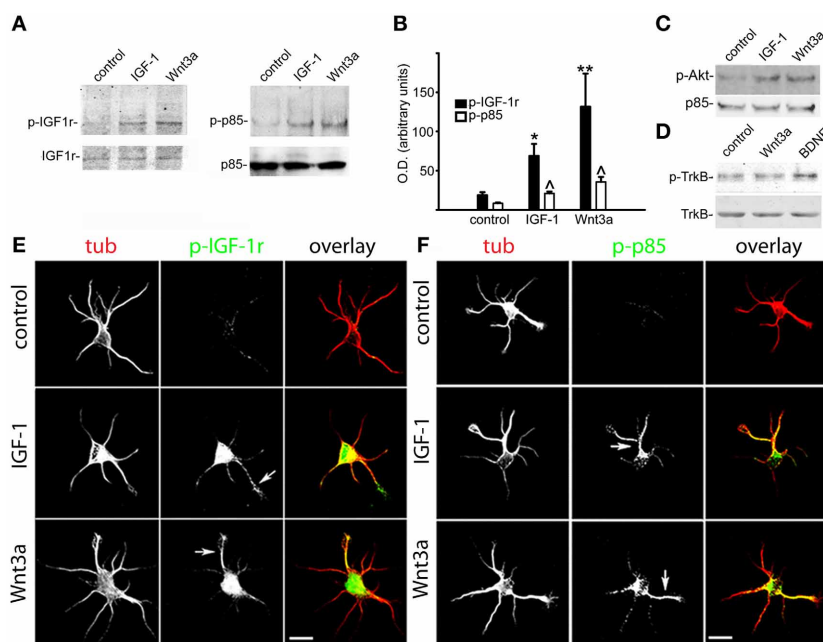 A
control IGF-1 Wnt3a
p-IGF1r-
IGF1r-
control IGF-1 Wnt3a
p-p85-
p85-
B
O.D. (arbitrary units)
150
100
50
p-IGF-1r
p-p85
* ^ ** ^
control IGF-1 Wnt3a
C
control IGF-1 Wnt3a
p-Akt-
p85-
D
control Wnt3a BDNF
p-TrkB-
TrkB-
E
tub p-IGF-1r overlay
control
IGF-1
Wnt3a
F
tub p-p85 overlay
control
IGF-1
Wnt3a